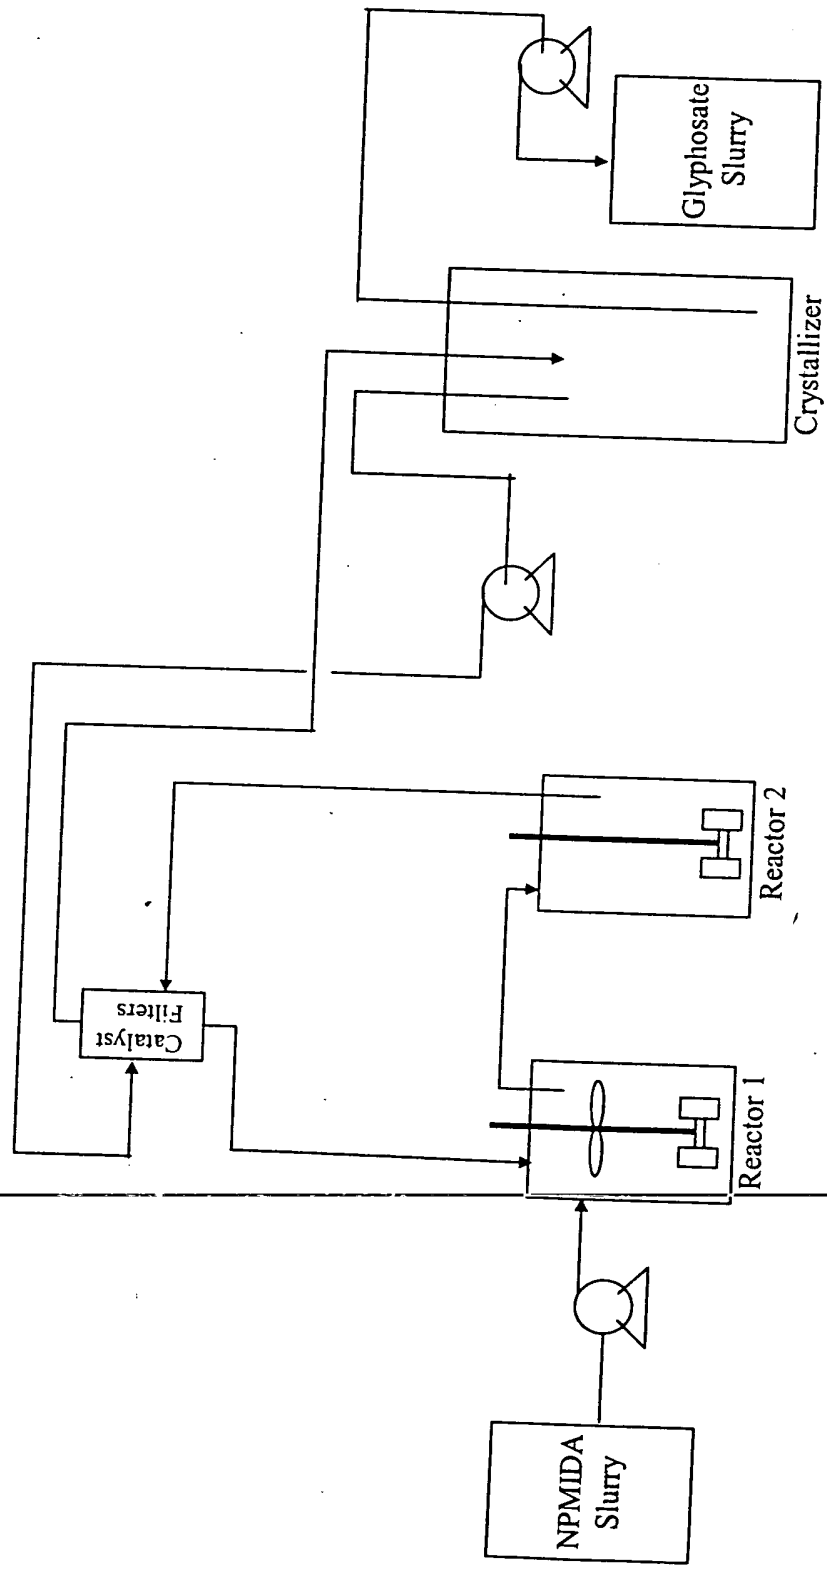 NPMIDA
Slurry
Reactor 1
Catalyst
Filters
Reactor 2
Crystallizer
Glyphosate
Slurry